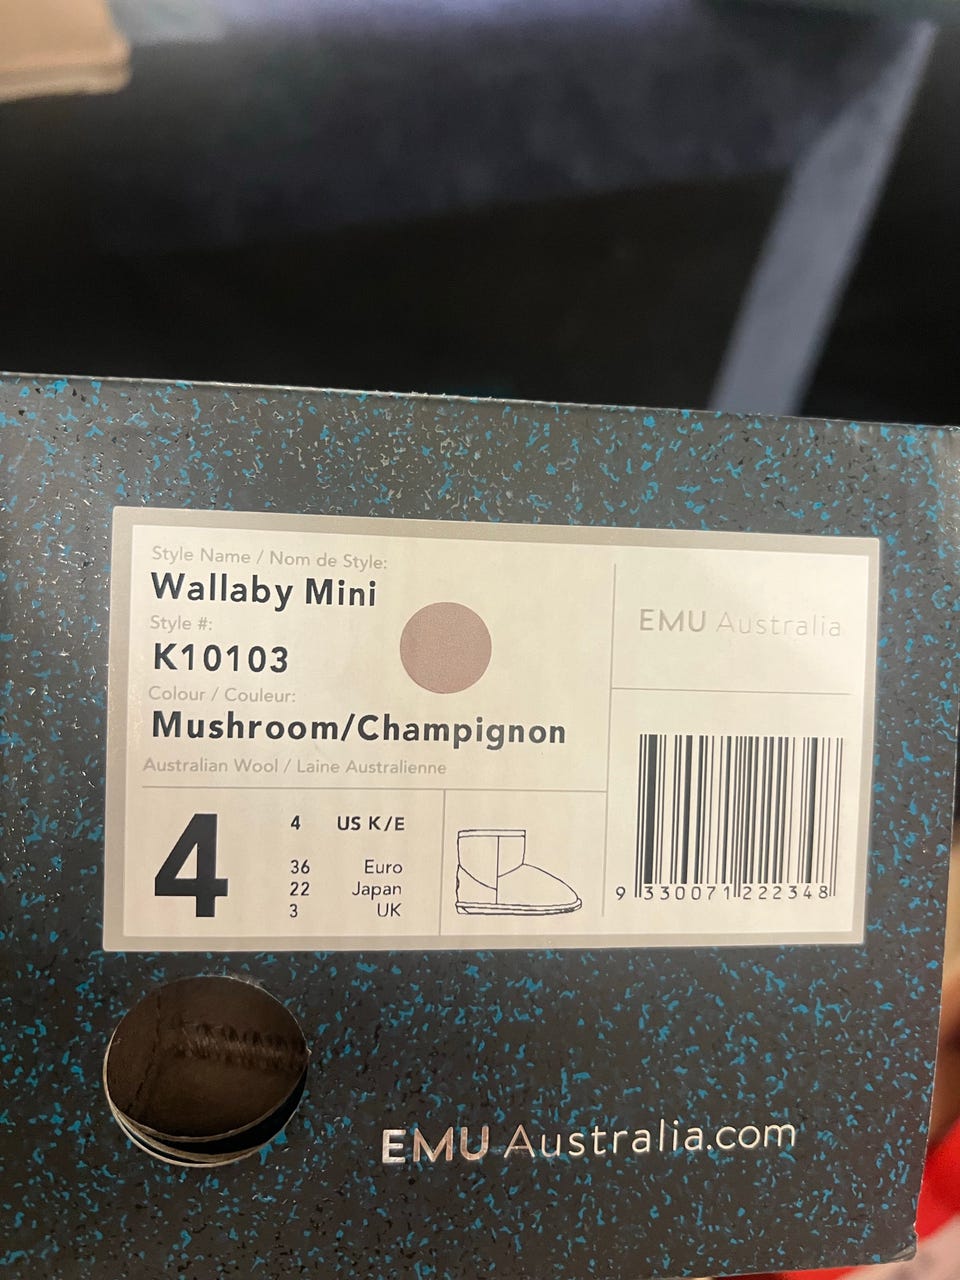 Style Name / Nom de Style:
Wallaby Mini
Style #:
K10103
Colour / Couleur:
Mushroom/Champignon
Australian Wool / Laine Australienne
4
4 US K/E
36 Euro
22 Japan
3 UK
EMU Australia
9 330071 222348
EMU Australia.com